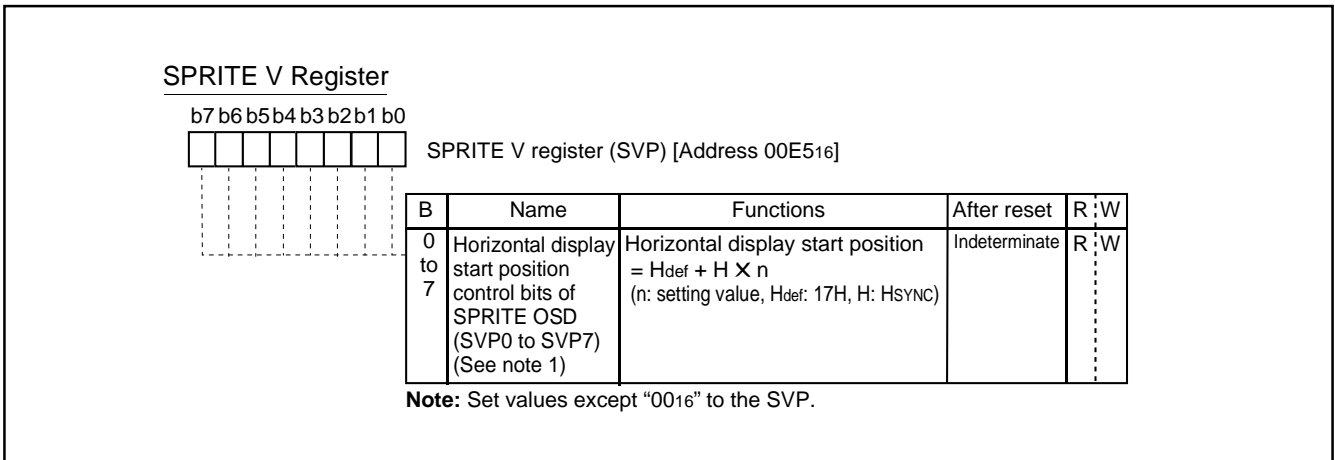 SPRITE V Register
b7 b6 b5 b4 b3 b2 b1 b0
SPRITE V register (SVP) [Address 00E516]
B Name Functions After reset R W
0 to 7
Horizontal display start position control bits of SPRITE OSD (SVP0 to SVP7) (See note 1)
Horizontal display start position
= Hdef + H X n
(n: setting value, Hdef: 17H, H: HSYNC)
Indeterminate
R W
Note: Set values except “0016” to the SVP.